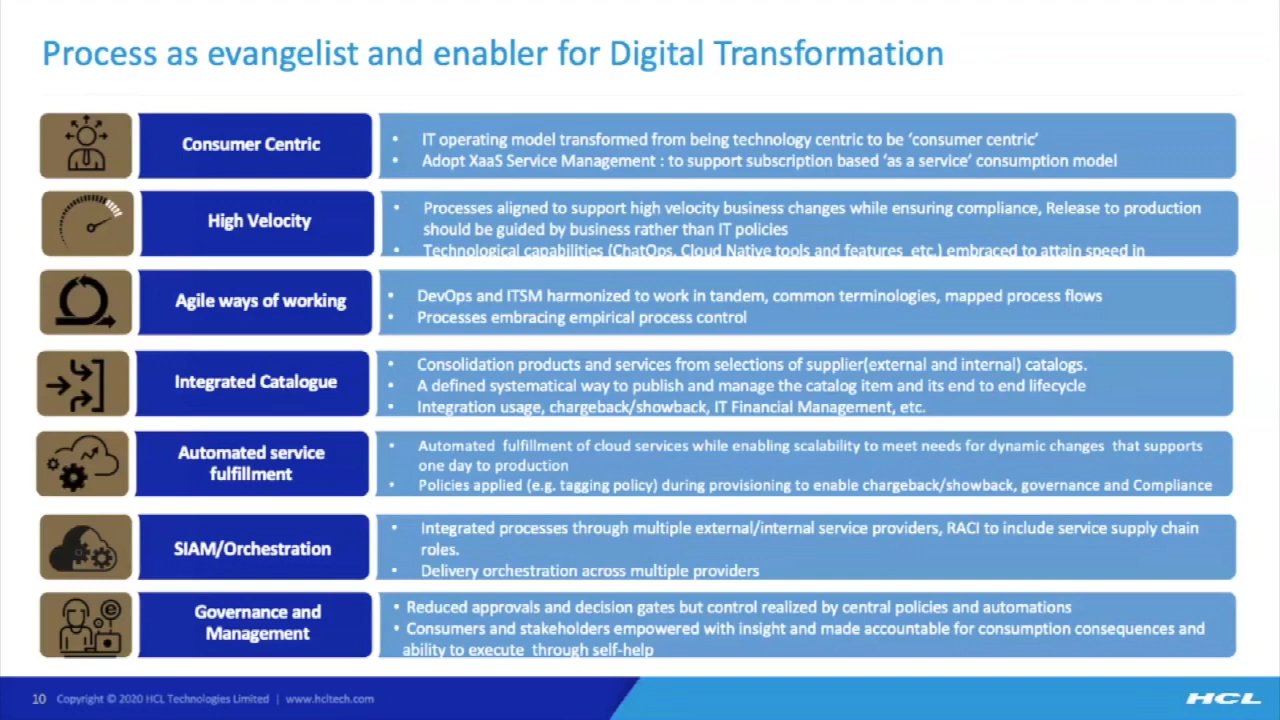 Process as evangelist and enabler for Digital Transformation
Consumer Centric
• IT operating model transformed from being technology centric to be ‘consumer centric’
• Adopt XaaS Service Management : to support subscription based ‘as a service’ consumption model
High Velocity
• Processes aligned to support high velocity business changes while ensuring compliance, Release to production
should be guided by business rather than IT policies
• Technological capabilities (ChatOps, Cloud Native tools and features etc.) embraced to attain speed in
Agile ways of working
• DevOps and ITSM harmonized to work in tandem, common terminologies, mapped process flows
• Processes embracing empirical process control
Integrated Catalogue
• Consolidation products and services from selections of supplier(external and internal) catalogs.
• A defined systematical way to publish and manage the catalog item and its end to end lifecycle
• Integration usage, chargeback/showback, IT Financial Management, etc.
Automated service
fulfillment
• Automated fulfillment of cloud services while enabling scalability to meet needs for dynamic changes that supports
one day to production
• Policies applied (e.g. tagging policy) during provisioning to enable chargeback/showback, governance and Compliance
SIAM/Orchestration
• Integrated processes through multiple external/internal service providers, RACI to include service supply chain
roles.
• Delivery orchestration across multiple providers
Governance and
Management
• Reduced approvals and decision gates but control realized by central policies and automations
• Consumers and stakeholders empowered with insight and made accountable for consumption consequences and
ability to execute through self-help
10 Copyright © 2020 HCL Technologies Limited | www.hcltech.com
HCL